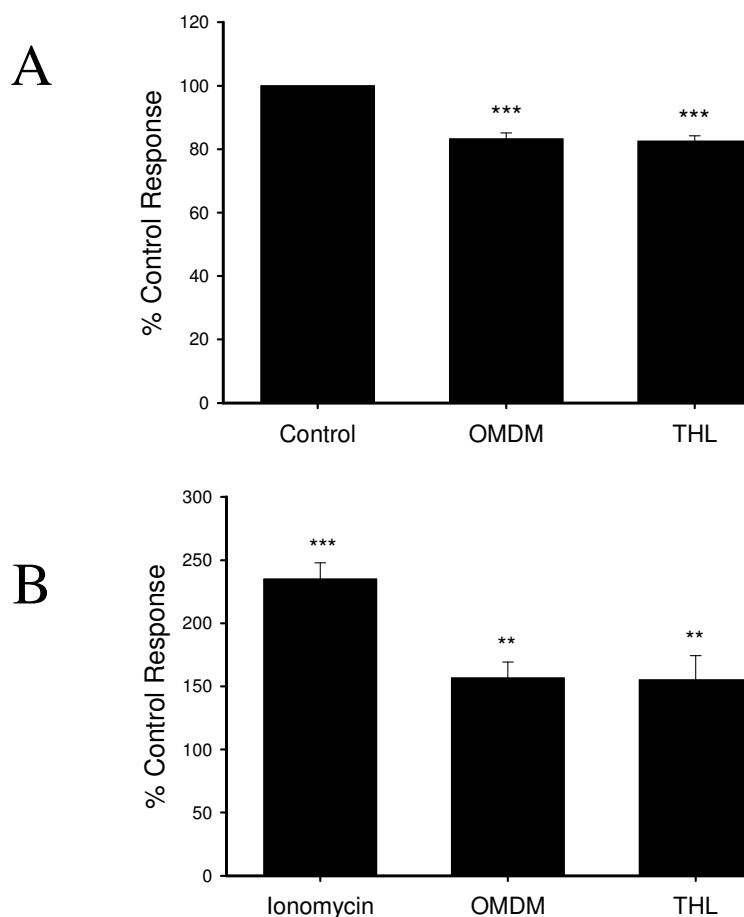 A
% Control Response
120
100
80
60
40
20
0
*** ***
Control OMDM THL
B
% Control Response
300
250
200
150
100
50
0
*** ** **
Ionomycin OMDM THL